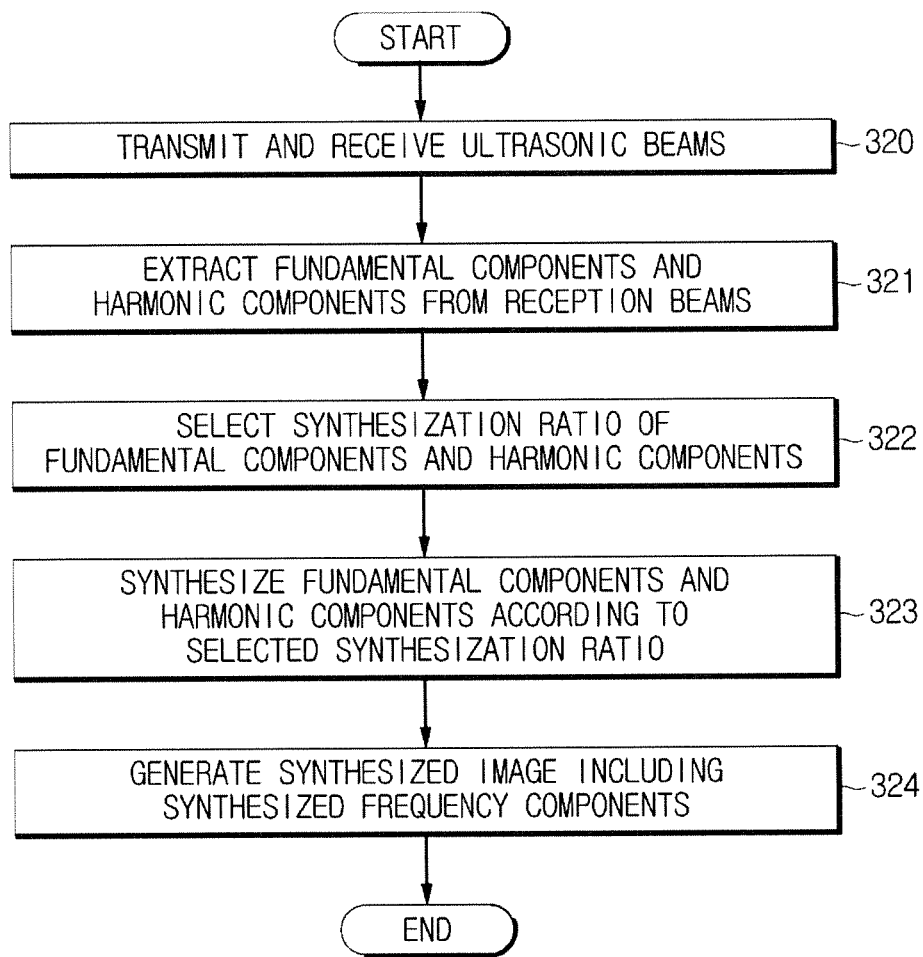 START
TRANSMIT AND RECEIVE ULTRASONIC BEAMS
320
EXTRACT FUNDAMENTAL COMPONENTS AND
HARMONIC COMPONENTS FROM RECEPTION BEAMS
321
SELECT SYNTHESIZATION RATIO OF
FUNDAMENTAL COMPONENTS AND HARMONIC COMPONENTS
322
SYNTHESIZE FUNDAMENTAL COMPONENTS AND
HARMONIC COMPONENTS ACCORDING TO
SELECTED SYNTHESIZATION RATIO
323
GENERATE SYNTHESIZED IMAGE INCLUDING
SYNTHESIZED FREQUENCY COMPONENTS
324
END